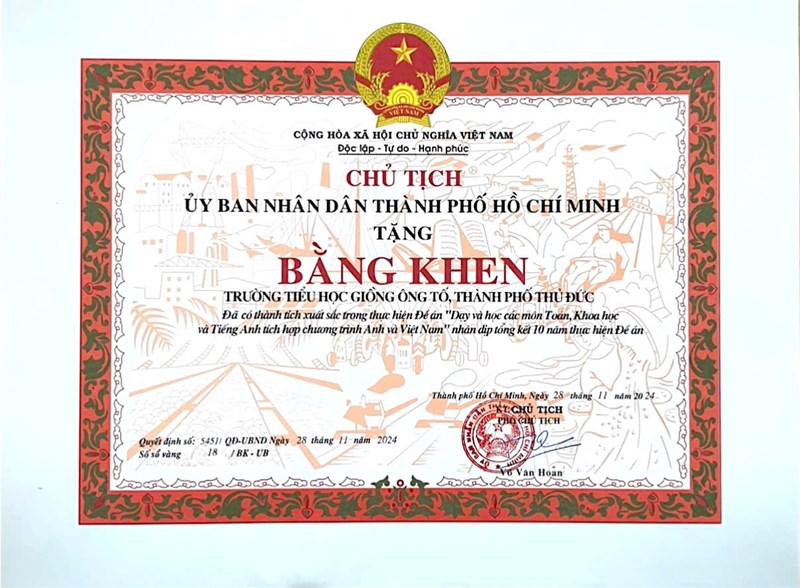 VIỆT NAM
CỘNG HÒA XÃ HỘI CHỦ NGHĨA VIỆT NAM
Độc lập - Tự do - Hạnh phúc
CHỦ TỊCH
ỦY BAN NHÂN DÂN THÀNH PHỐ HỒ CHÍ MINH
TẶNG
BẰNG KHEN
TRƯỜNG TIỂU HỌC GIỒNG ÔNG TỐ, THÀNH PHỐ THỦ ĐỨC
Đã có thành tích xuất sắc trong thực hiện Đề án "Dạy và học các môn Toán, Khoa học
và Tiếng Anh tích hợp chương trình Anh và Việt Nam" nhân dịp tổng kết 10 năm thực hiện Đề án
Thành phố Hồ Chí Minh, Ngày 28 tháng 11 năm 2024
KT.CHỦ TỊCH
PHÓ CHỦ TỊCH
Quyết định số: 5451/ QĐ-UBND Ngày 28 tháng 11 năm 2024
Số sổ vàng 18 /BK - UB
Võ Văn Hoan